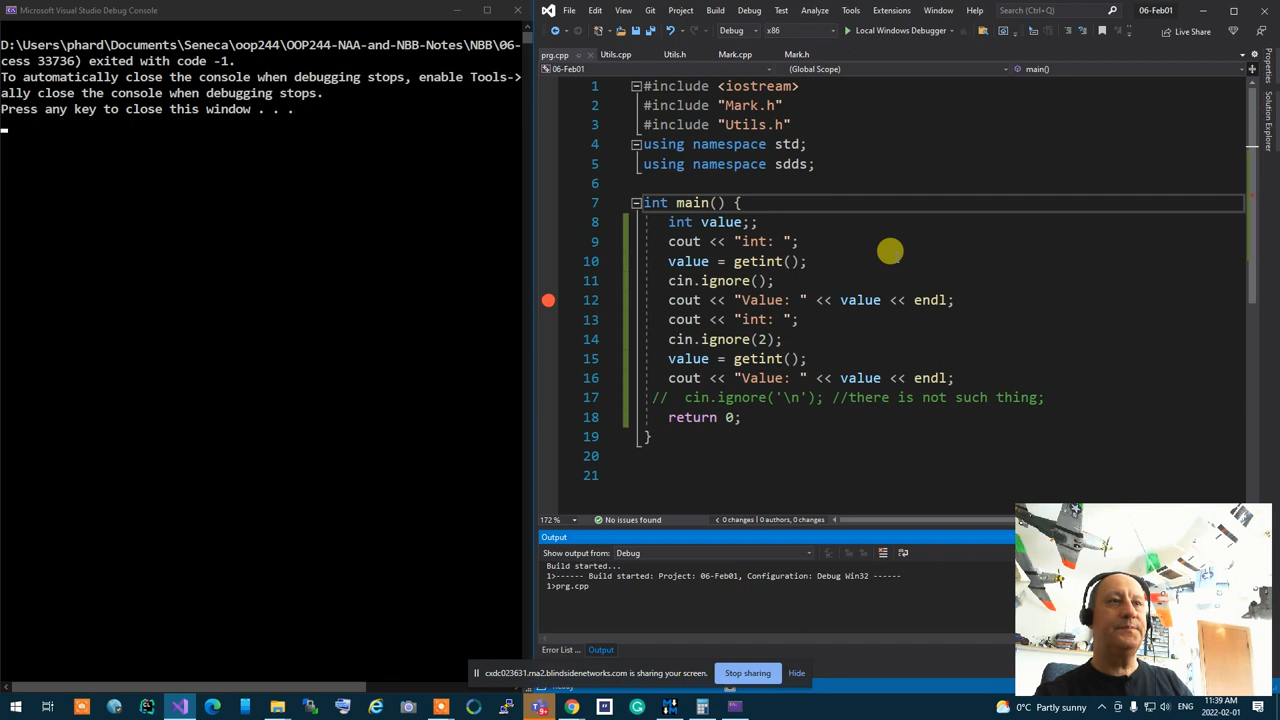 Microsoft Visual Studio Debug Console
D:\Users\phard\Documents\Seneca\oop244\OOP244-NAA-and-NBB-Notes\NBB\06-
cess 33736) exited with code -1.
To automatically close the console when debugging stops, enable Tools->
ally close the console when debugging stops.
Press any key to close this window . . .
File Edit View Git Project Build Debug Test Analyze Tools Extensions Window Help Search (Ctrl+Q) 06-Feb01
Debug x86 Local Windows Debugger Live Share
prg.cpp Utils.cpp Utils.h Mark.cpp Mark.h
06-Feb01 (Global Scope) main()
1 #include <iostream>
2 #include "Mark.h"
3 #include "Utils.h"
4 using namespace std;
5 using namespace sdds;
6
7 int main() {
8 int value;;
9 cout << "int: ";
10 value = getint();
11 cin.ignore();
12 cout << "Value: " << value << endl;
13 cout << "int: ";
14 cin.ignore(2);
15 value = getint();
16 cout << "Value: " << value << endl;
17 // cin.ignore('\n'); //there is not such thing;
18 return 0;
19 }
20
21
Properties
Solution Explorer
172 % No issues found 0 changes | 0 authors, 0 changes
Output
Show output from: Debug
Build started...
1>------ Build started: Project: 06-Feb01, Configuration: Debug Win32 ------
1>prg.cpp
Error List ... Output
cxdc023631.rna2.blindsidenetworks.com is sharing your screen. Stop sharing Hide
0°C Partly sunny ENG 11:39 AM
2022-02-01